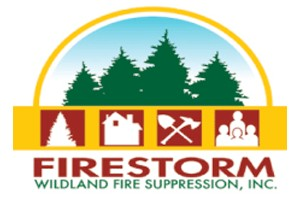 FIRESTORM
WILDLAND FIRE SUPPRESSION, INC.